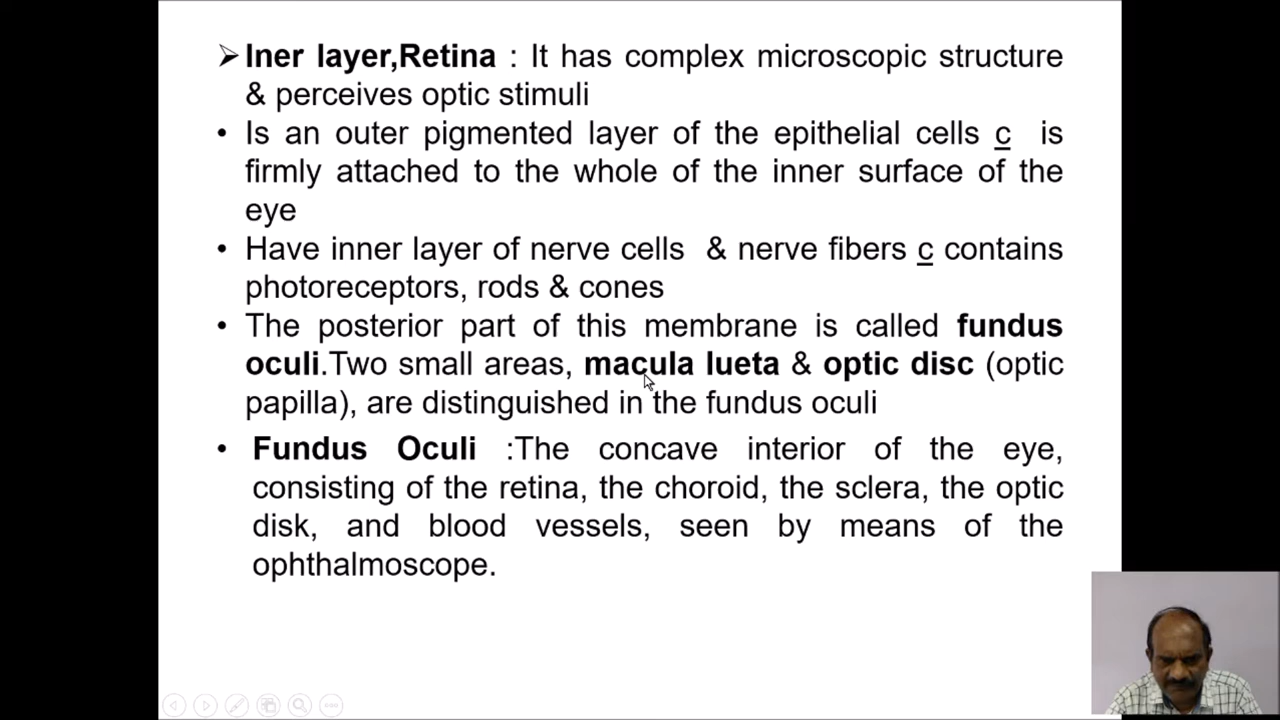 ➢ Iner layer,Retina : It has complex microscopic structure
& perceives optic stimuli
• Is an outer pigmented layer of the epithelial cells c is
firmly attached to the whole of the inner surface of the
eye
• Have inner layer of nerve cells & nerve fibers c contains
photoreceptors, rods & cones
• The posterior part of this membrane is called fundus
oculi.Two small areas, macula lueta & optic disc (optic
papilla), are distinguished in the fundus oculi
• Fundus Oculi :The concave interior of the eye,
consisting of the retina, the choroid, the sclera, the optic
disk, and blood vessels, seen by means of the
ophthalmoscope.